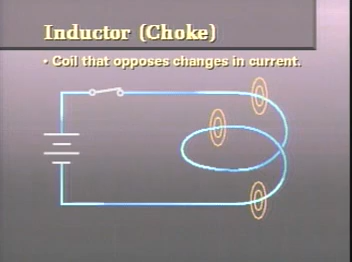 Inductor (Choke)
• Coil that opposes changes in current.